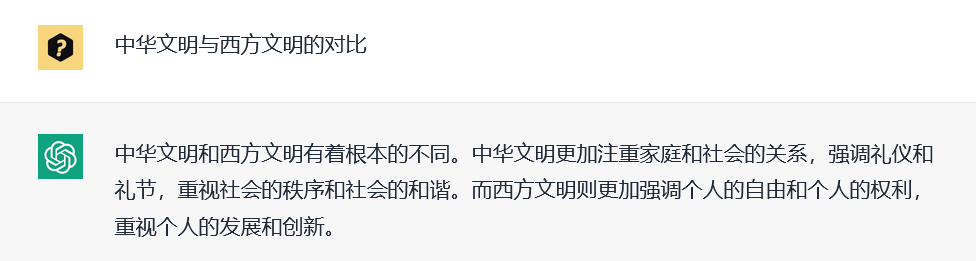 中华文明与西方文明的对比
中华文明和西方文明有着根本的不同。中华文明更加注重家庭和社会的关系，强调礼仪和
礼节，重视社会的秩序和社会的和谐。而西方文明则更加强调个人的自由和个人的权利，
重视个人的发展和创新。